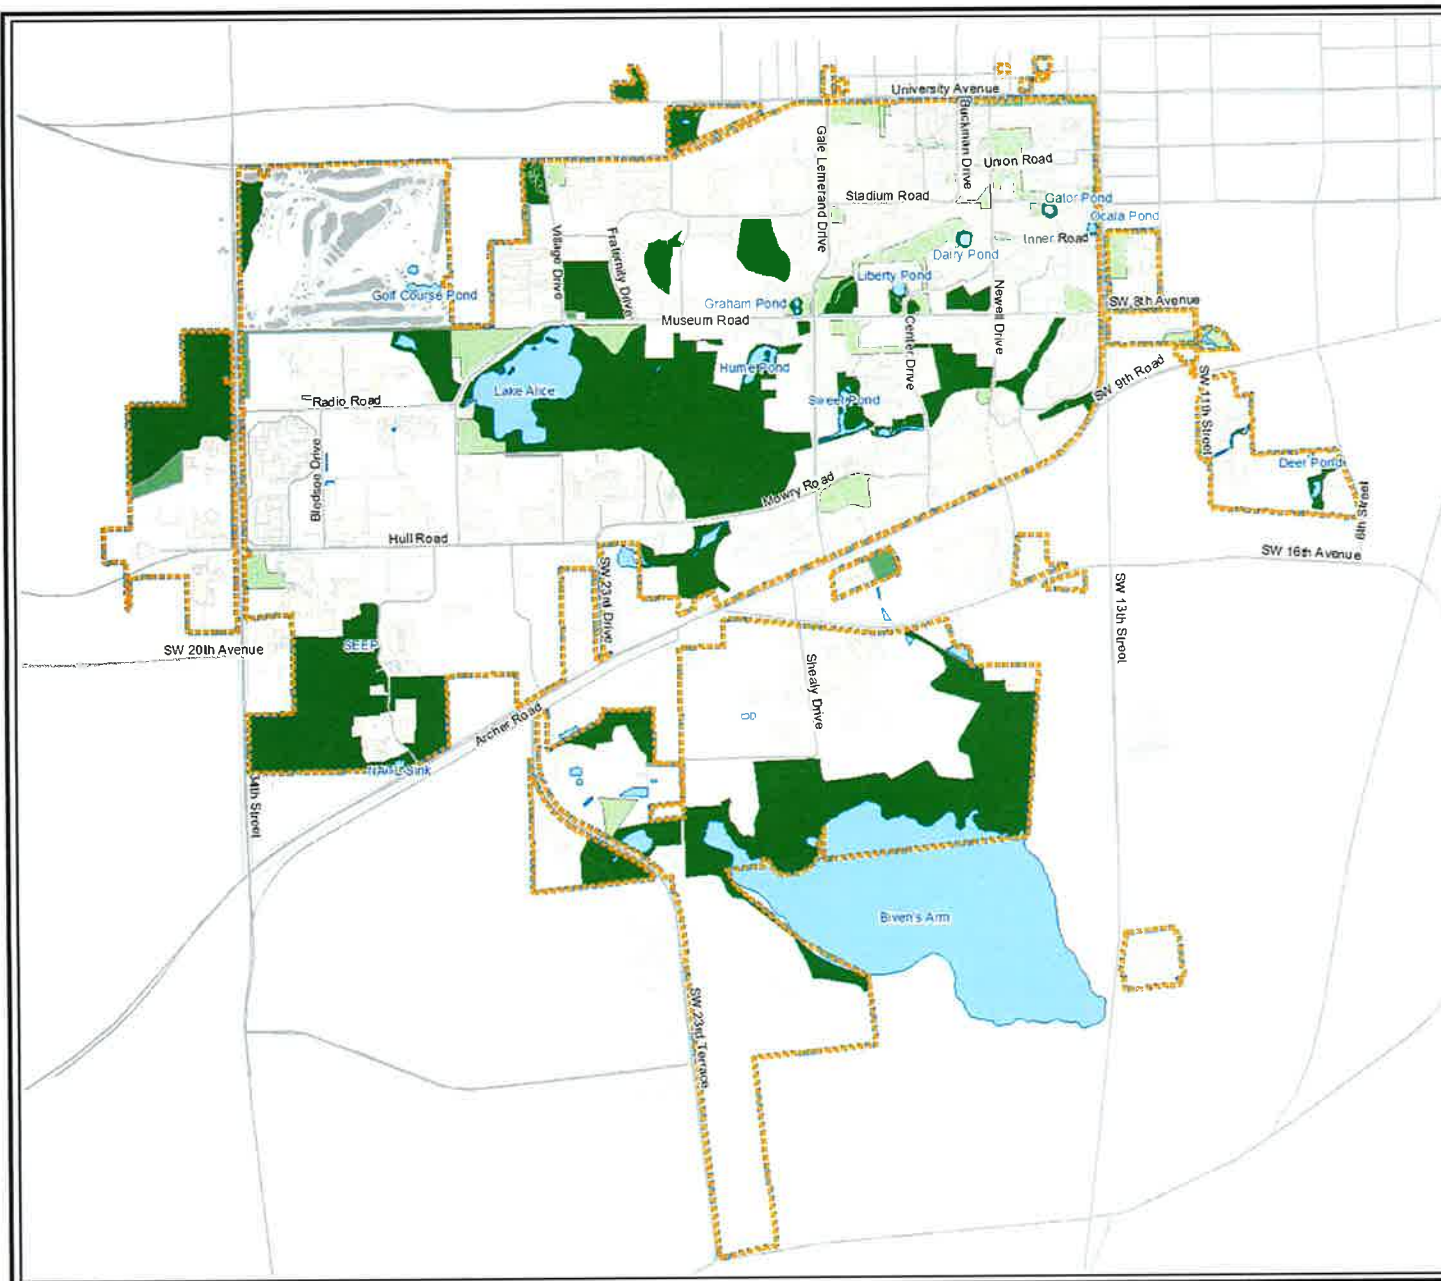 University Avenue
Buckman Drive
Gale Lemerand Drive
Union Road
Stadium Road
Gator Pond
Ocala Pond
Inner Road
Dairy Pond
Village Drive
Fraternity Drive
Liberty Pond
Golf Course Pond
Graham Pond
Newell Drive
SW 8th Avenue
Museum Road
Center Drive
Hume Pond
Lake Alice
SW 9th Road
SW 11th Street
Radio Road
Sweet Pond
Bledsoe Drive
Deer Pond
Mowry Road
6th Street
Hull Road
SW 16th Avenue
SW 23rd Drive
SW 13th Street
SW 20th Avenue
SEEP
Shealy Drive
Archer Road
NATL Sink
34th Street
Biven's Arm
SW 23rd Terrace